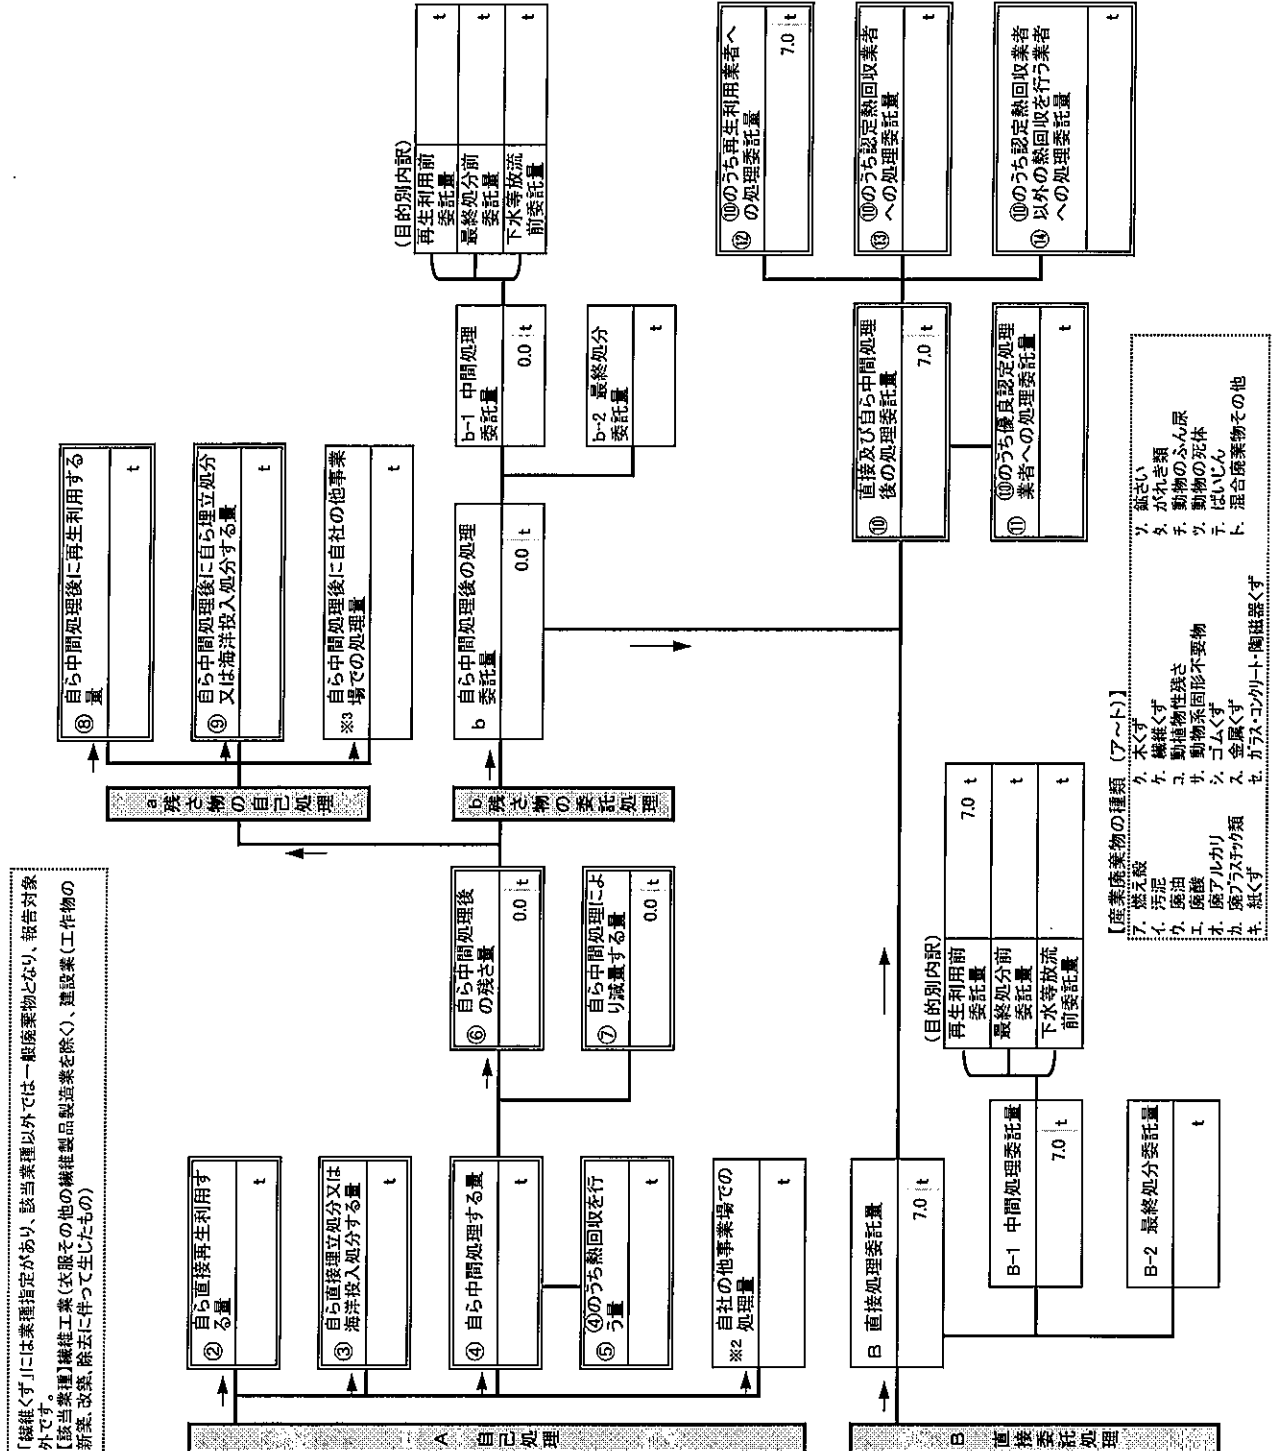 「繊維くず」には業種指定があり、該当業種以外では一般廃棄物となり、報告対象
外です。
【該当業種】繊維工業(衣服その他の繊維製品製造業を除く)、建設業(工作物の
新築、改築、除去に伴って生じたもの)
A 自己処理
② 自ら直接再生利用す
る量
t
③ 自ら直接埋立処分又は
海洋投入処分する量
t
④ 自ら中間処理する量
t
⑤ ④のうち熱回収を行
う量
t
※2 自社の他事業場での
処理量
t
⑥ 自ら中間処理後
の残さ量
0.0 t
⑦ 自ら中間処理によ
り減量する量
0.0 t
a 残さ物の自己処理
⑧ 自ら中間処理後に再生利用する
量
t
⑨ 自ら中間処理後に自ら埋立処分
又は海洋投入処分する量
t
※3 自ら中間処理後に自社の他事業
場での処理量
t
b 残さ物の委託処理
b 自ら中間処理後の処理
委託量
0.0 t
b-1 中間処理
委託量
0.0 t
b-2 最終処分
委託量
t
(目的別内訳)
再生利用前
委託量
t
最終処分前
委託量
t
下水等放流
前委託量
t
B 直接委託処理
B 直接処理委託量
7.0 t
B-1 中間処理委託量
7.0 t
B-2 最終処分委託量
t
(目的別内訳)
再生利用前
委託量
7.0 t
最終処分前
委託量
t
下水等放流
前委託量
t
⑩ 直接及び自ら中間処理
後の処理委託量
7.0 t
⑪ ⑩のうち優良認定処理
業者への処理委託量
t
⑫ ⑩のうち再生利用業者へ
の処理委託量
7.0 t
⑬ ⑩のうち認定熱回収業者
への処理委託量
t
⑭ ⑩のうち認定熱回収業者
以外の熱回収を行う業者
への処理委託量
t
【産業廃棄物の種類 (ア～ト)】
ア. 燃え殻
イ. 汚泥
ウ. 廃油
エ. 廃酸
オ. 廃アルカリ
カ. 廃プラスチック類
キ. 紙くず
ク. 木くず
ケ. 繊維くず
コ. 動植物性残さ
サ. 動物系固形不要物
シ. ゴムくず
ス. 金属くず
セ. ガラス・コンクリート・陶磁器くず
ソ. 鉱さい
タ. がれき類
チ. 動物のふん尿
ツ. 動物の死体
テ. ばいじん
ト. 混合廃棄物その他